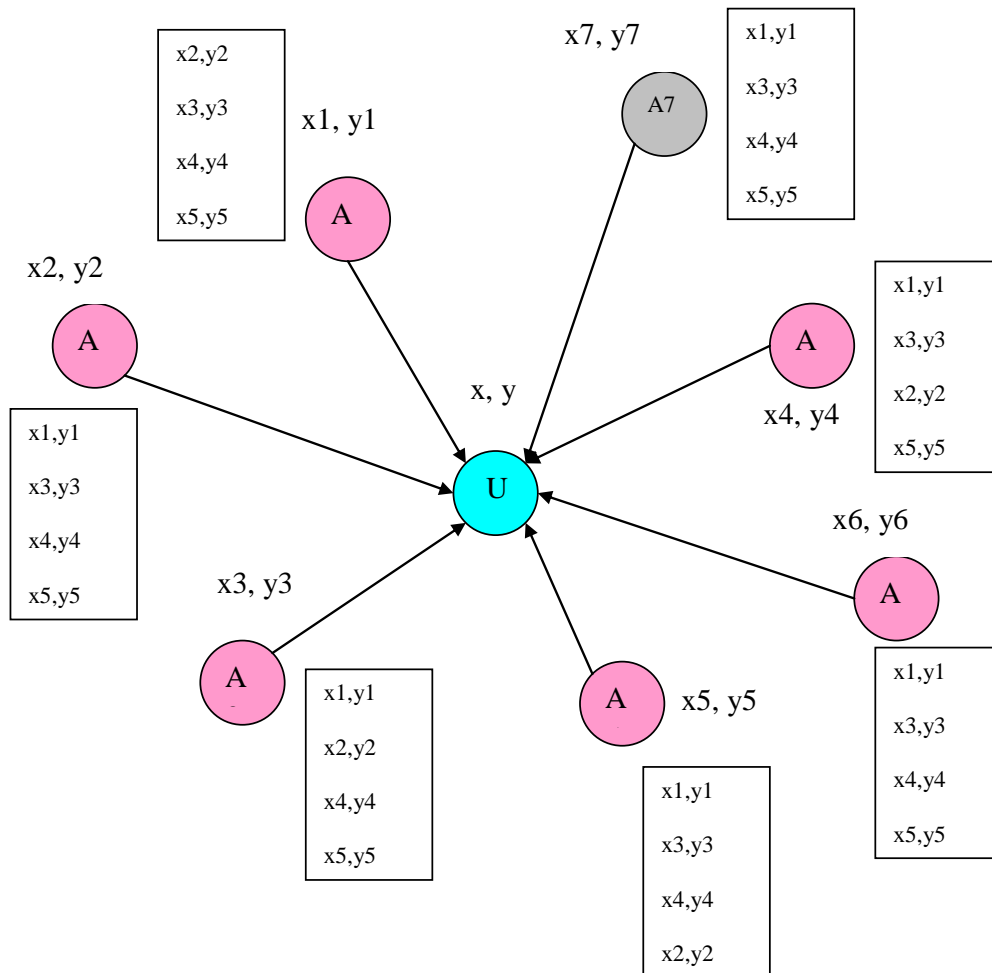 x7, y7
x1,y1
x3,y3
x4,y4
x5,y5
A7
x2,y2
x3,y3
x4,y4
x5,y5
x1, y1
A
x2, y2
A
x1,y1
x3,y3
x4,y4
x5,y5
x, y
U
A
x4, y4
x1,y1
x3,y3
x2,y2
x5,y5
x6, y6
A
x1,y1
x3,y3
x4,y4
x5,y5
x3, y3
A
x1,y1
x2,y2
x4,y4
x5,y5
A
x5, y5
x1,y1
x3,y3
x4,y4
x2,y2